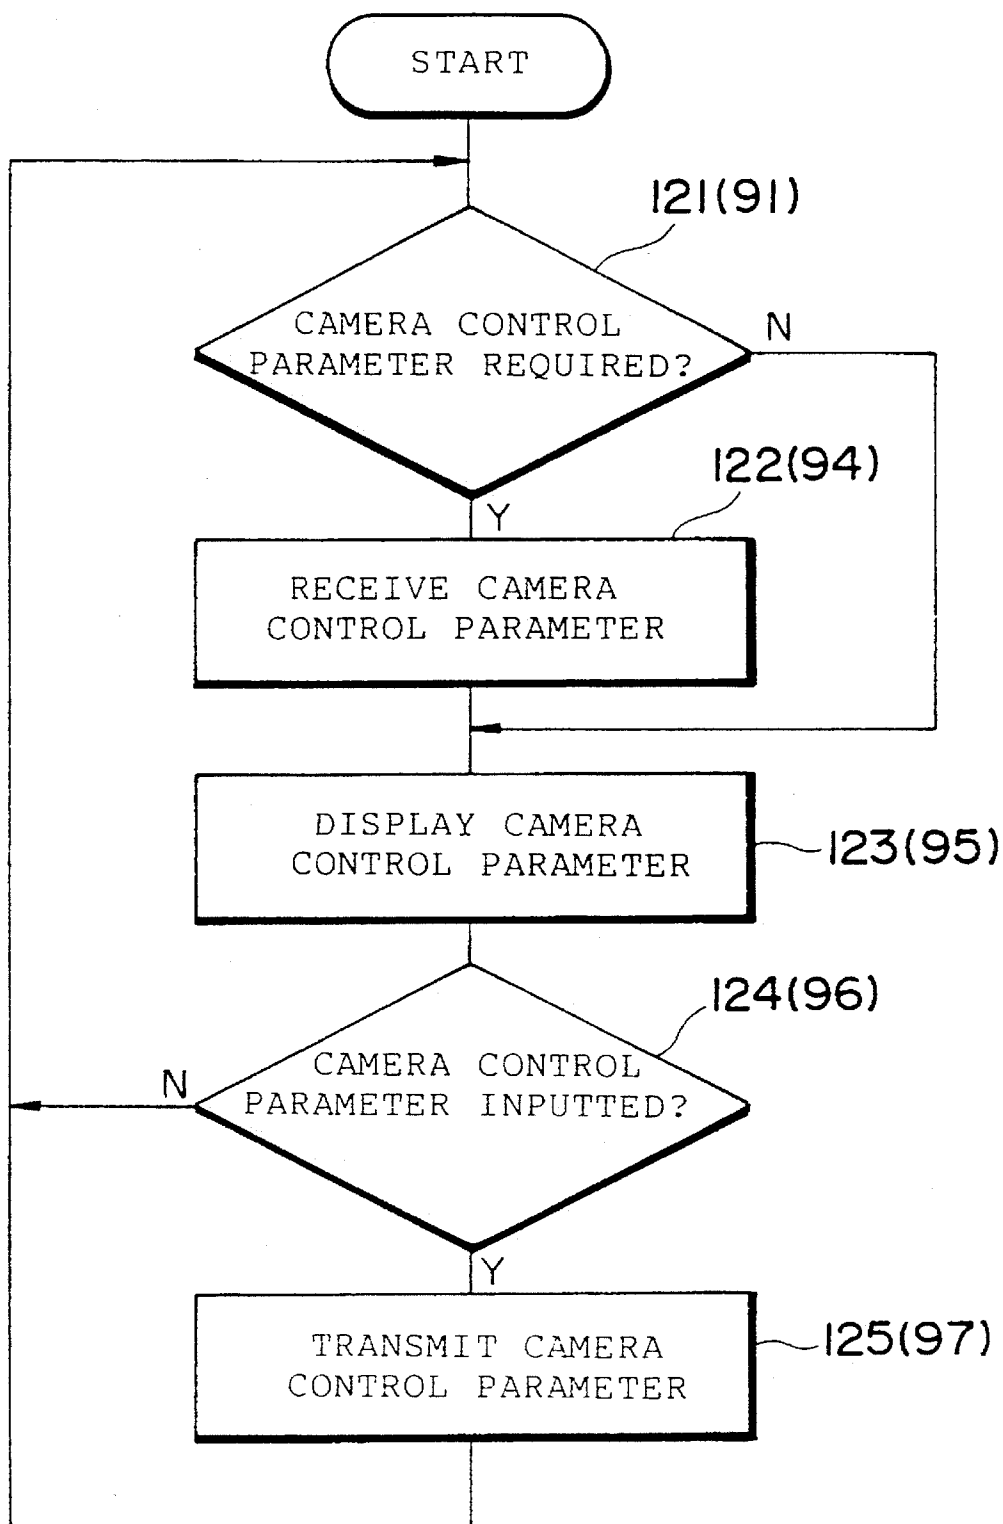 START
121(91)
CAMERA CONTROL
PARAMETER REQUIRED?
N
122(94)
Y
RECEIVE CAMERA
CONTROL PARAMETER
DISPLAY CAMERA
CONTROL PARAMETER
123(95)
124(96)
CAMERA CONTROL
PARAMETER INPUTTED?
N
Y
TRANSMIT CAMERA
CONTROL PARAMETER
125(97)